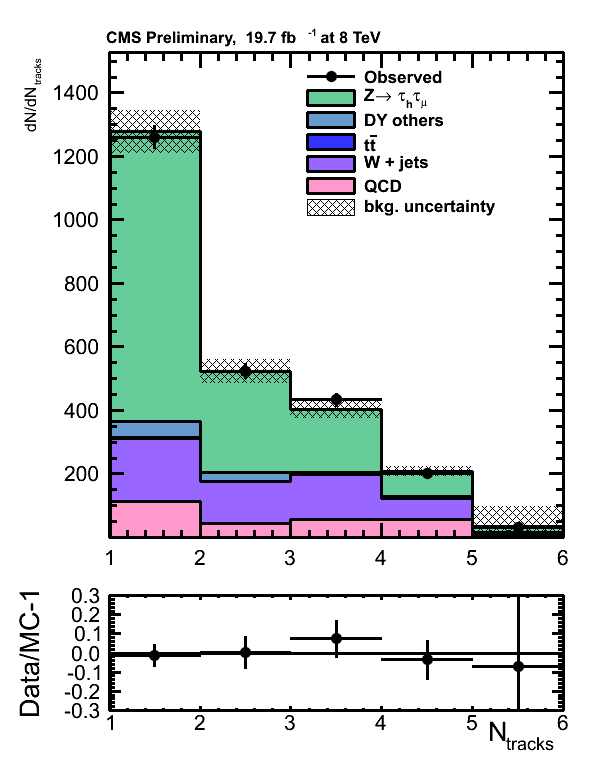 CMS Preliminary, 19.7 fb -1 at 8 TeV
dN/dNtracks
1400
1200
1000
800
600
400
200
Observed
Z→ τhτμ
DY others
tt̄
W + jets
QCD
bkg. uncertainty
1 2 3 4 5 6
Data/MC-1
0.3
0.2
0.1
0.0
-0.1
-0.2
-0.3
1 2 3 4 5 6
Ntracks